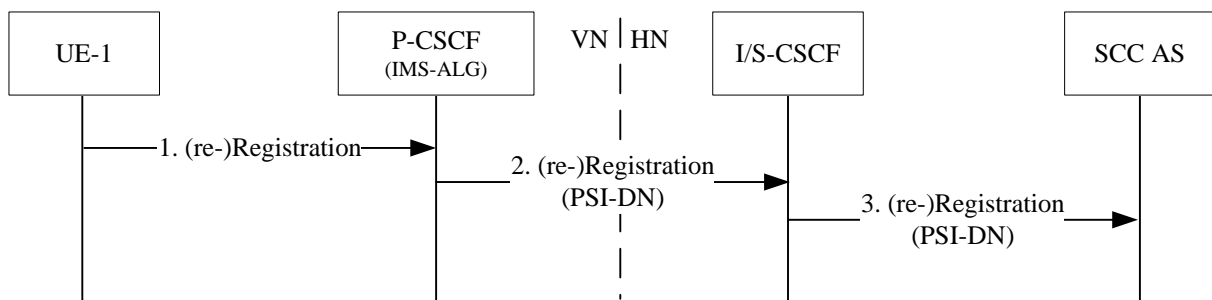 UE-1
P-CSCF
(IMS-ALG)
VN
HN
I/S-CSCF
SCC AS
1. (re-)Registration
2. (re-)Registration
(PSI-DN)
3. (re-)Registration
(PSI-DN)